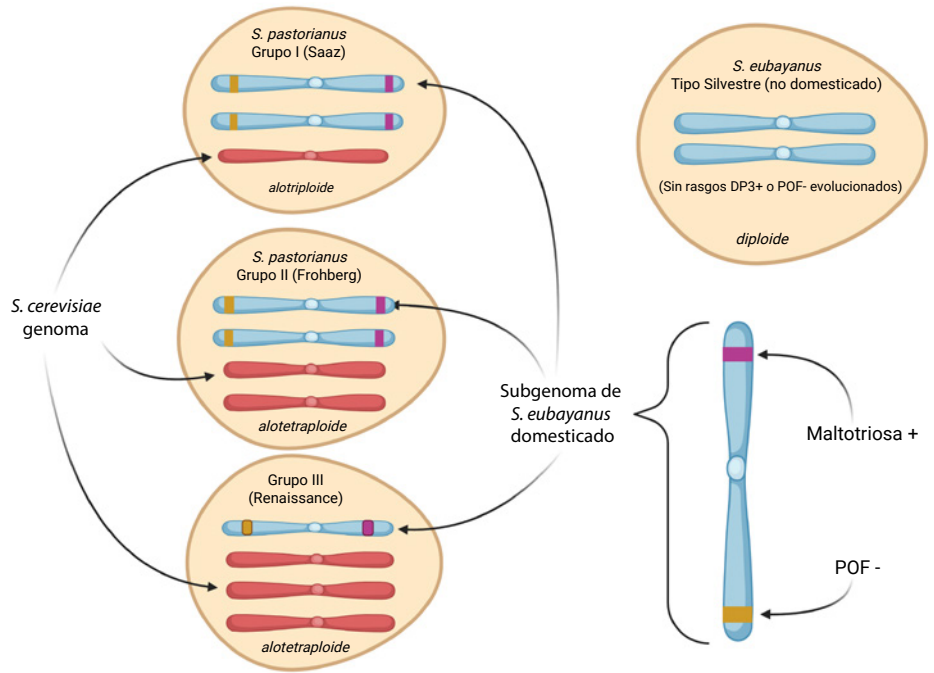 S. pastorianus
Grupo I (Saaz)
alotriploide
S. eubayanus
Tipo Silvestre (no domesticado)
(Sin rasgos DP3+ o POF- evolucionados)
diploide
S. cerevisiae
genoma
S. pastorianus
Grupo II (Frohberg)
alotetraploide
Subgenoma de
S. eubayanus
domesticado
Maltotriosa +
POF -
Grupo III
(Renaissance)
alotetraploide